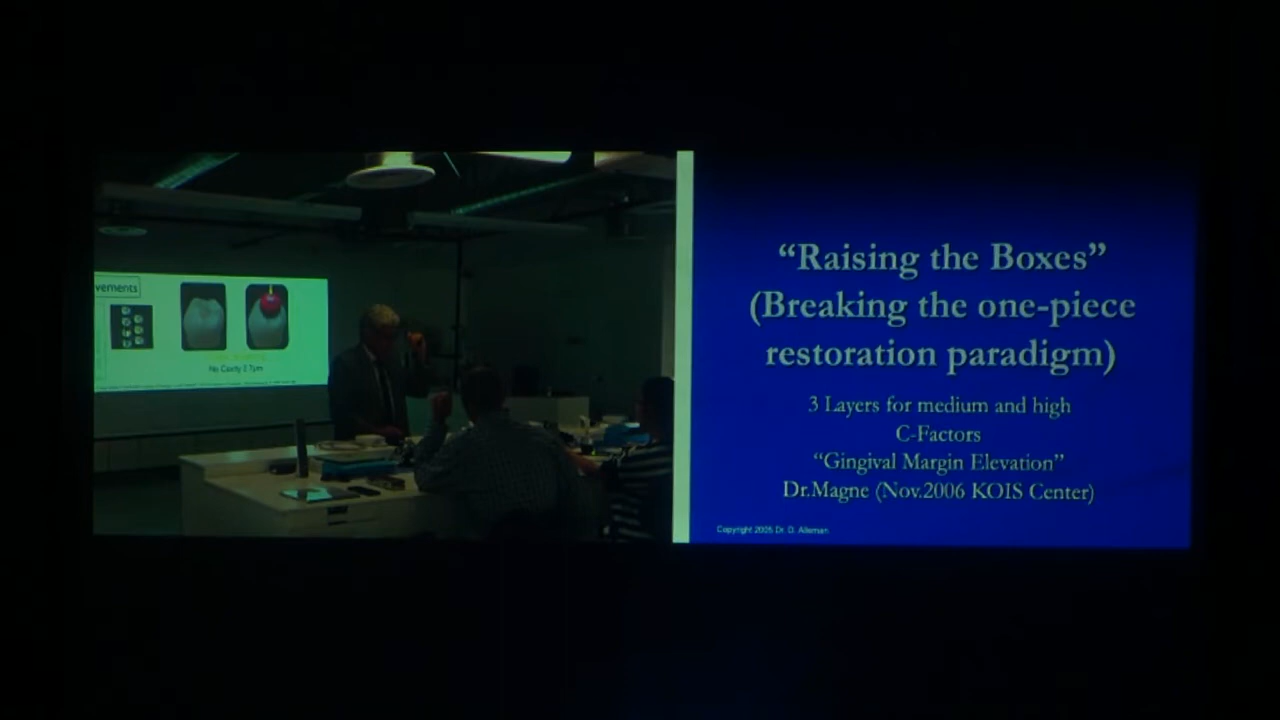 vements
No Cavity 2 Tpm
“Raising the Boxes”
(Breaking the one-piece
restoration paradigm)
3 Layers for medium and high
C-Factors
“Gingival Margin Elevation”
Dr.Magne (Nov.2006 KOIS Center)
Copyright 2005 Dr. D. Alleman